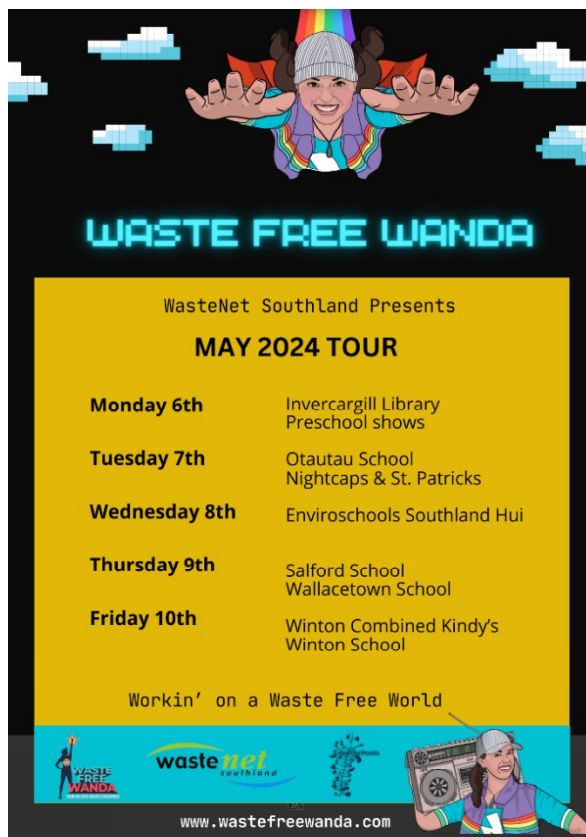 WASTE FREE WANDA
WasteNet Southland Presents
MAY 2024 TOUR
Monday 6th
Invercargill Library
Preschool shows
Tuesday 7th
Otautau School
Nightcaps & St. Patricks
Wednesday 8th
Enviroschools Southland Hui
Thursday 9th
Salford School
Wallacetown School
Friday 10th
Winton Combined Kindy’s
Winton School
Workin’ on a Waste Free World
WASTE
FREE
WANDA
wastenet
southland
www.wastefreewanda.com